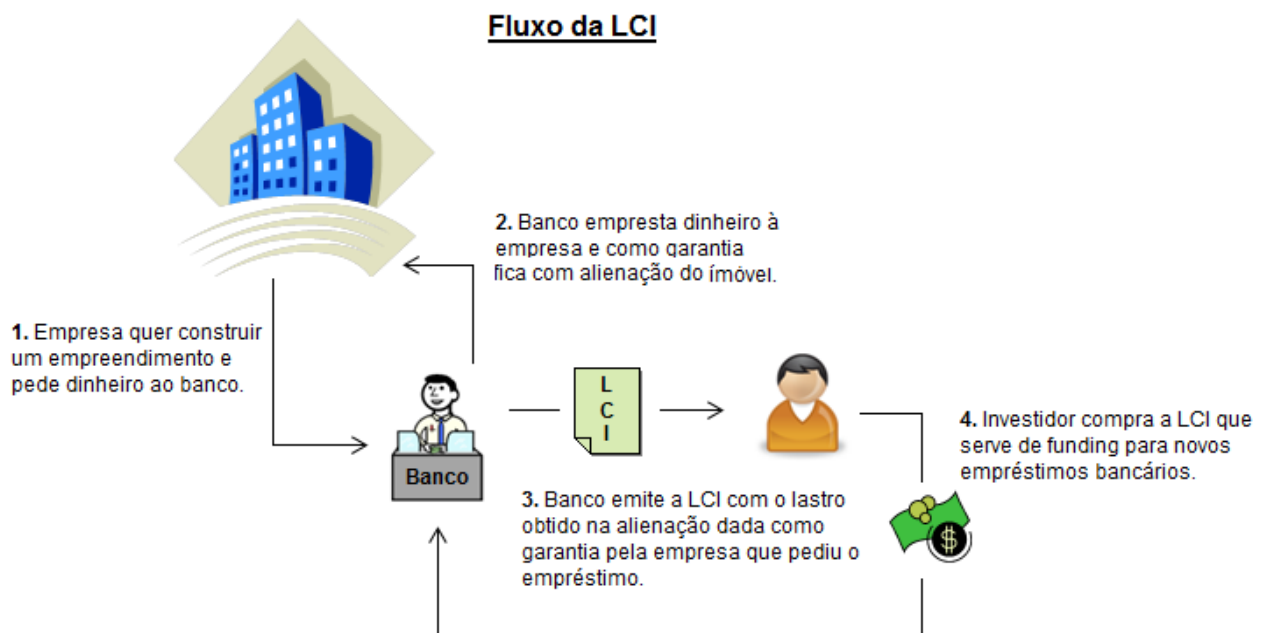 Fluxo da LCI
2. Banco empresta dinheiro à
empresa e como garantia
fica com alienação do ímóvel.
1. Empresa quer construir
um empreendimento e
pede dinheiro ao banco.
L
C
I
Banco
4. Investidor compra a LCI que
serve de funding para novos
empréstimos bancários.
3. Banco emite a LCI com o lastro
obtido na alienação dada como
garantia pela empresa que pediu o
empréstimo.
$